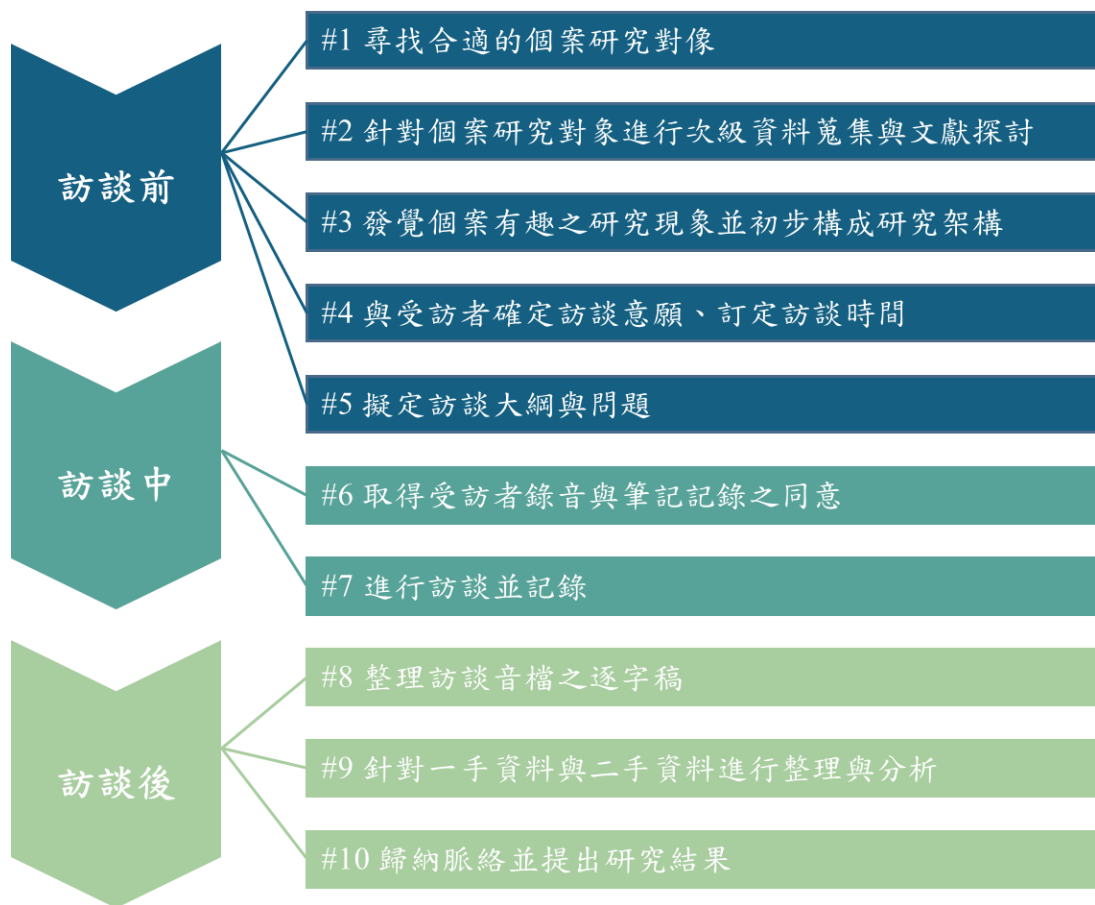 訪談前
#1 尋找合適的個案研究對像
#2 針對個案研究對象進行次級資料蒐集與文獻探討
#3 發覺個案有趣之研究現象並初步構成研究架構
#4 與受訪者確定訪談意願、訂定訪談時間
#5 擬定訪談大綱與問題
訪談中
#6 取得受訪者錄音與筆記記錄之同意
#7 進行訪談並記錄
訪談後
#8 整理訪談音檔之逐字稿
#9 針對一手資料與二手資料進行整理與分析
#10 歸納脈絡並提出研究結果